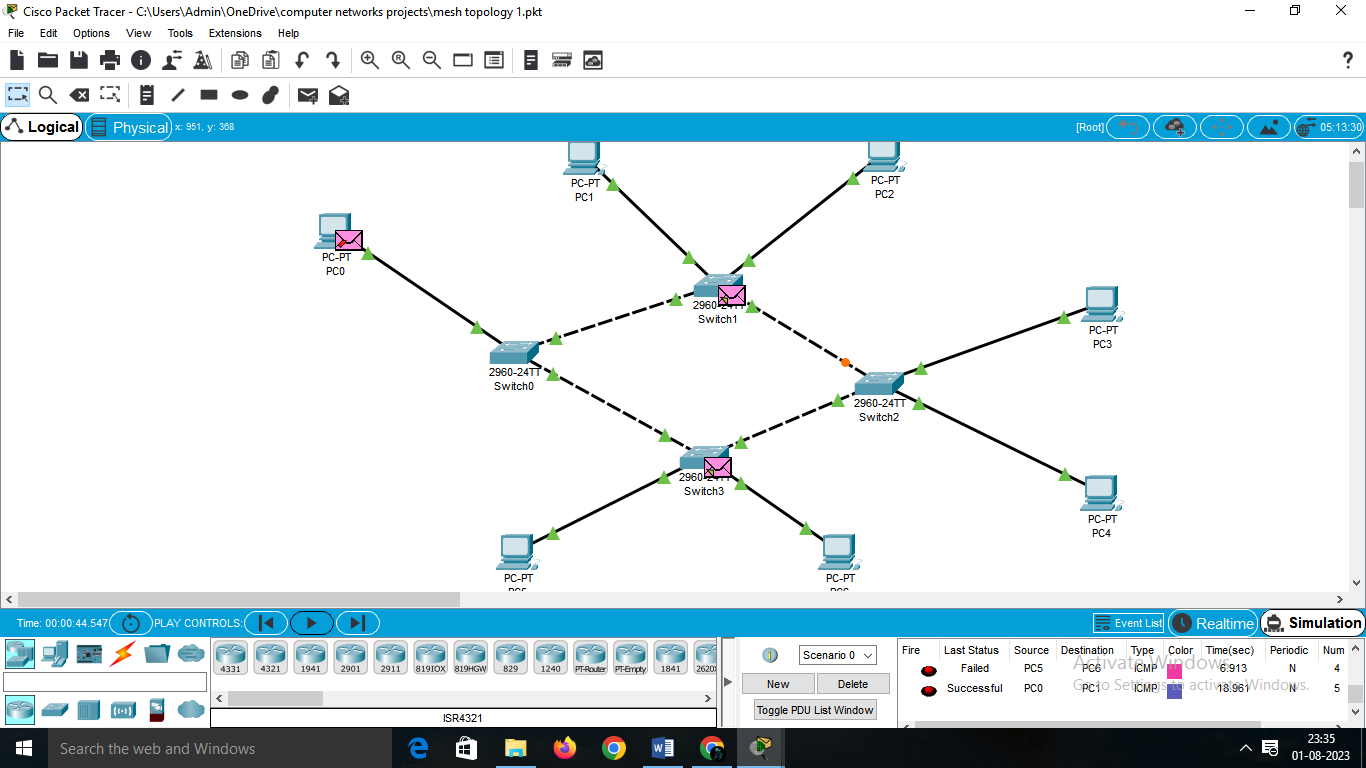 Cisco Packet Tracer - C:\Users\Admin\OneDrive\computer networks projects\mesh topology 1.pkt
File Edit Options View Tools Extensions Help
Logical Physical x: 951, y: 368 [Root] 05:13:30
PC-PT
PC1
PC-PT
PC2
PC-PT
PC0
2960-24TT
Switch1
PC-PT
PC3
2960-24TT
Switch0
2960-24TT
Switch2
2960-24TT
Switch3
PC-PT
PC4
PC-PT
PC5
PC-PT
PC6
Time: 00:00:44.547 PLAY CONTROLS: Event List Realtime Simulation
4331 4321 1941 2901 2911 819IOX 819HGW 829 1240 PT-Router PT-Empty 1841 2620X
ISR4321
Scenario 0
New Delete
Toggle PDU List Window
Fire Last Status Source Destination Type Color Time(sec) Periodic Num
Failed PC5 PC6 ICMP 6.913 N 4
Successful PC0 PC1 ICMP 18.961 N 5
Activate Windows
Go to Settings to activate Windows.
Search the web and Windows
23:35
01-08-2023